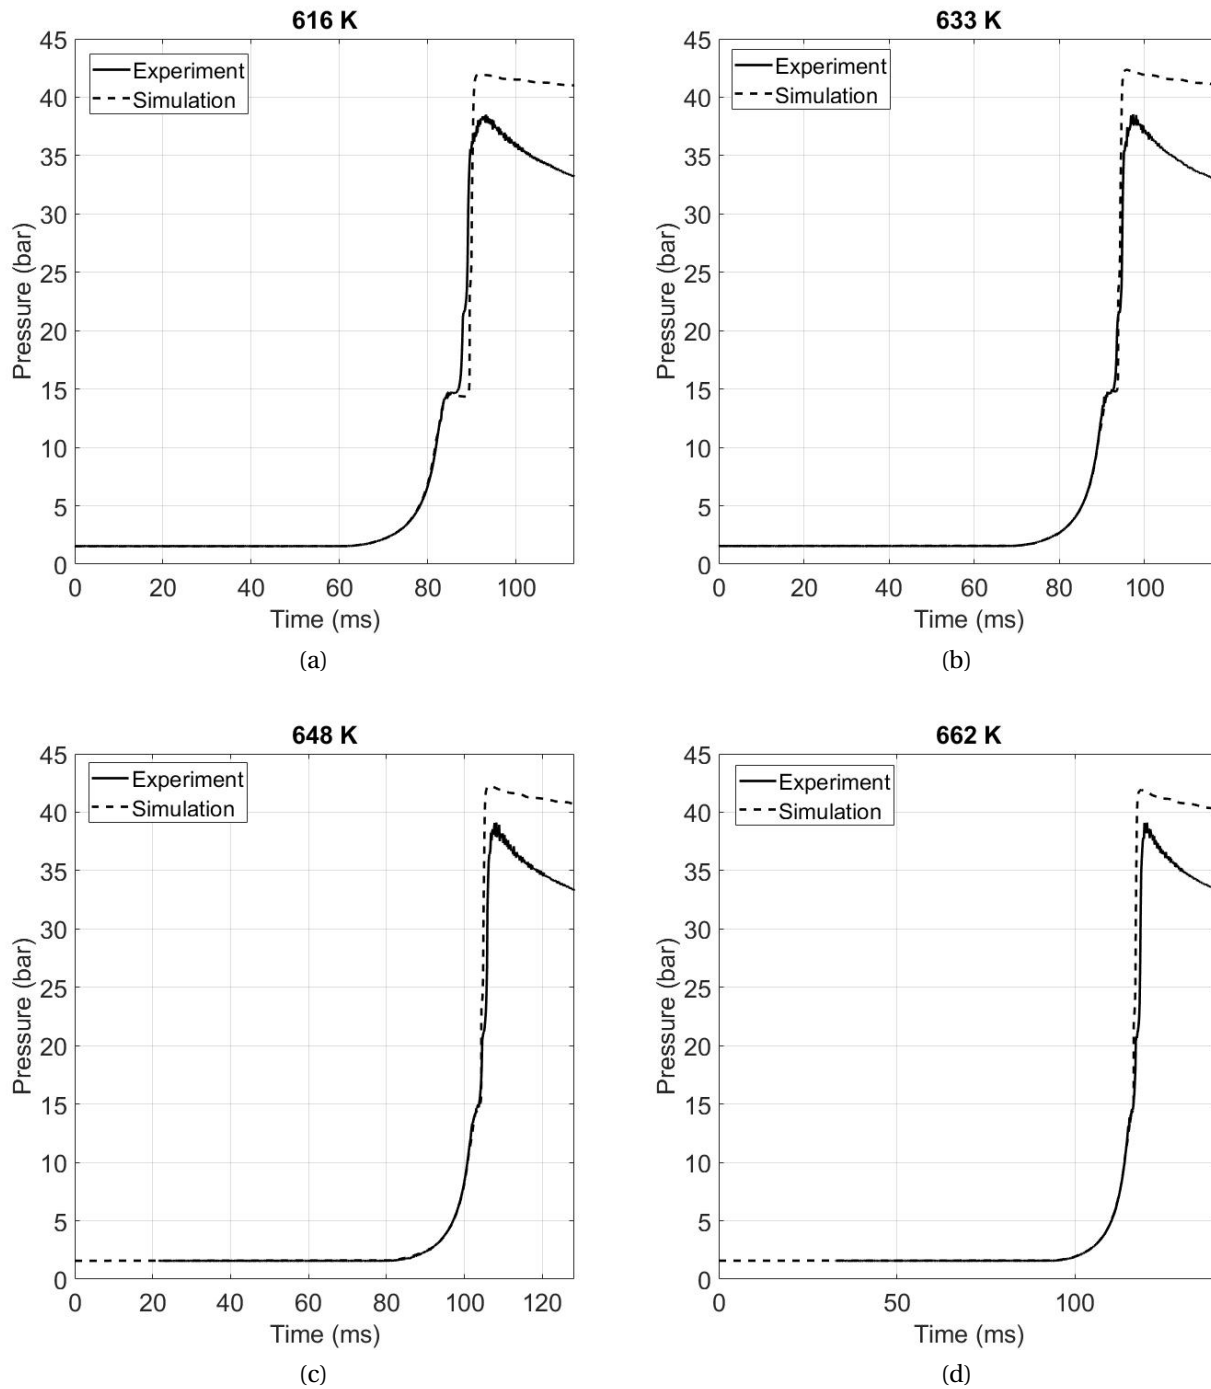 616 K
45
40
35
30
25
20
15
10
5
0
Pressure (bar)
Experiment
Simulation
0 20 40 60 80 100
Time (ms)
(a)
633 K
45
40
35
30
25
20
15
10
5
0
Pressure (bar)
Experiment
Simulation
0 20 40 60 80 100
Time (ms)
(b)
648 K
45
40
35
30
25
20
15
10
5
0
Pressure (bar)
Experiment
Simulation
0 20 40 60 80 100 120
Time (ms)
(c)
662 K
45
40
35
30
25
20
15
10
5
0
Pressure (bar)
Experiment
Simulation
0 50 100
Time (ms)
(d)